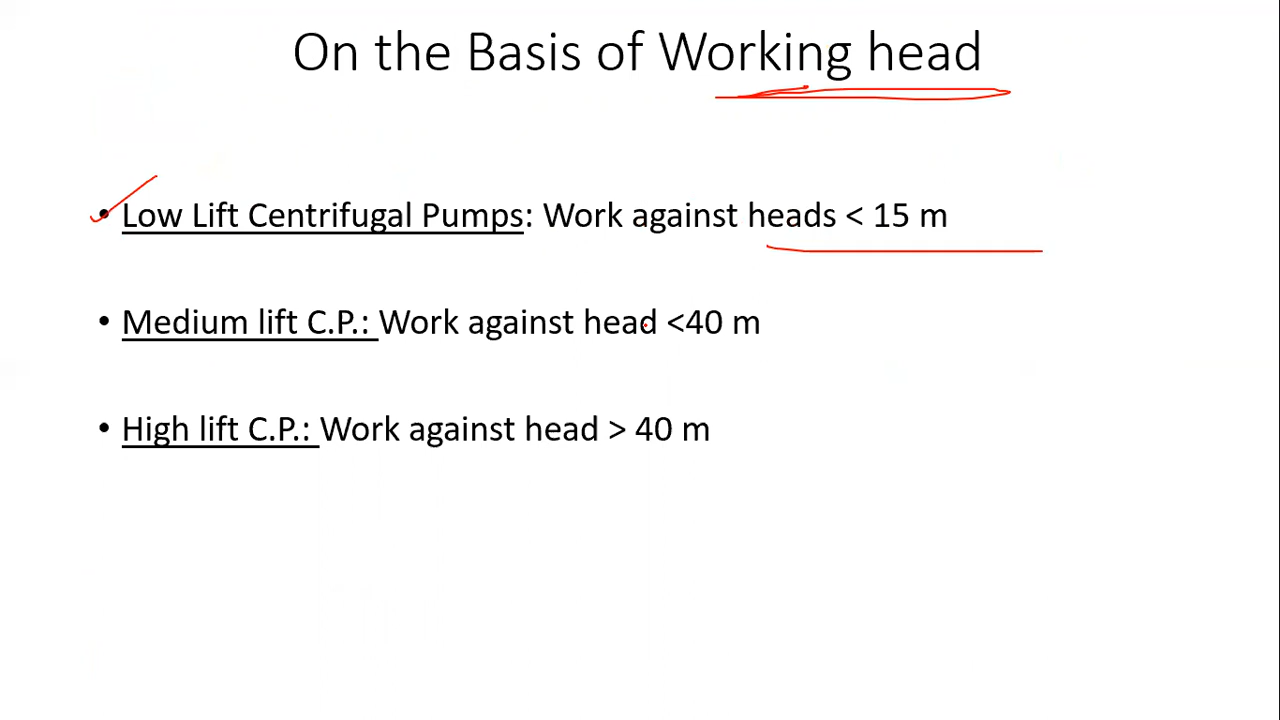 On the Basis of Working head
• Low Lift Centrifugal Pumps: Work against heads < 15 m
• Medium lift C.P.: Work against head <40 m
• High lift C.P.: Work against head > 40 m